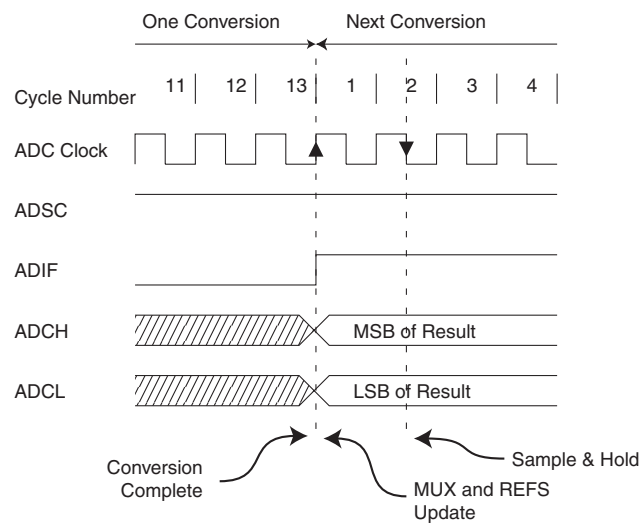 One Conversion Next Conversion
Cycle Number 11 12 13 1 2 3 4
ADC Clock
ADSC
ADIF
ADCH MSB of Result
ADCL LSB of Result
Conversion
Complete
MUX and REFS
Update
Sample & Hold